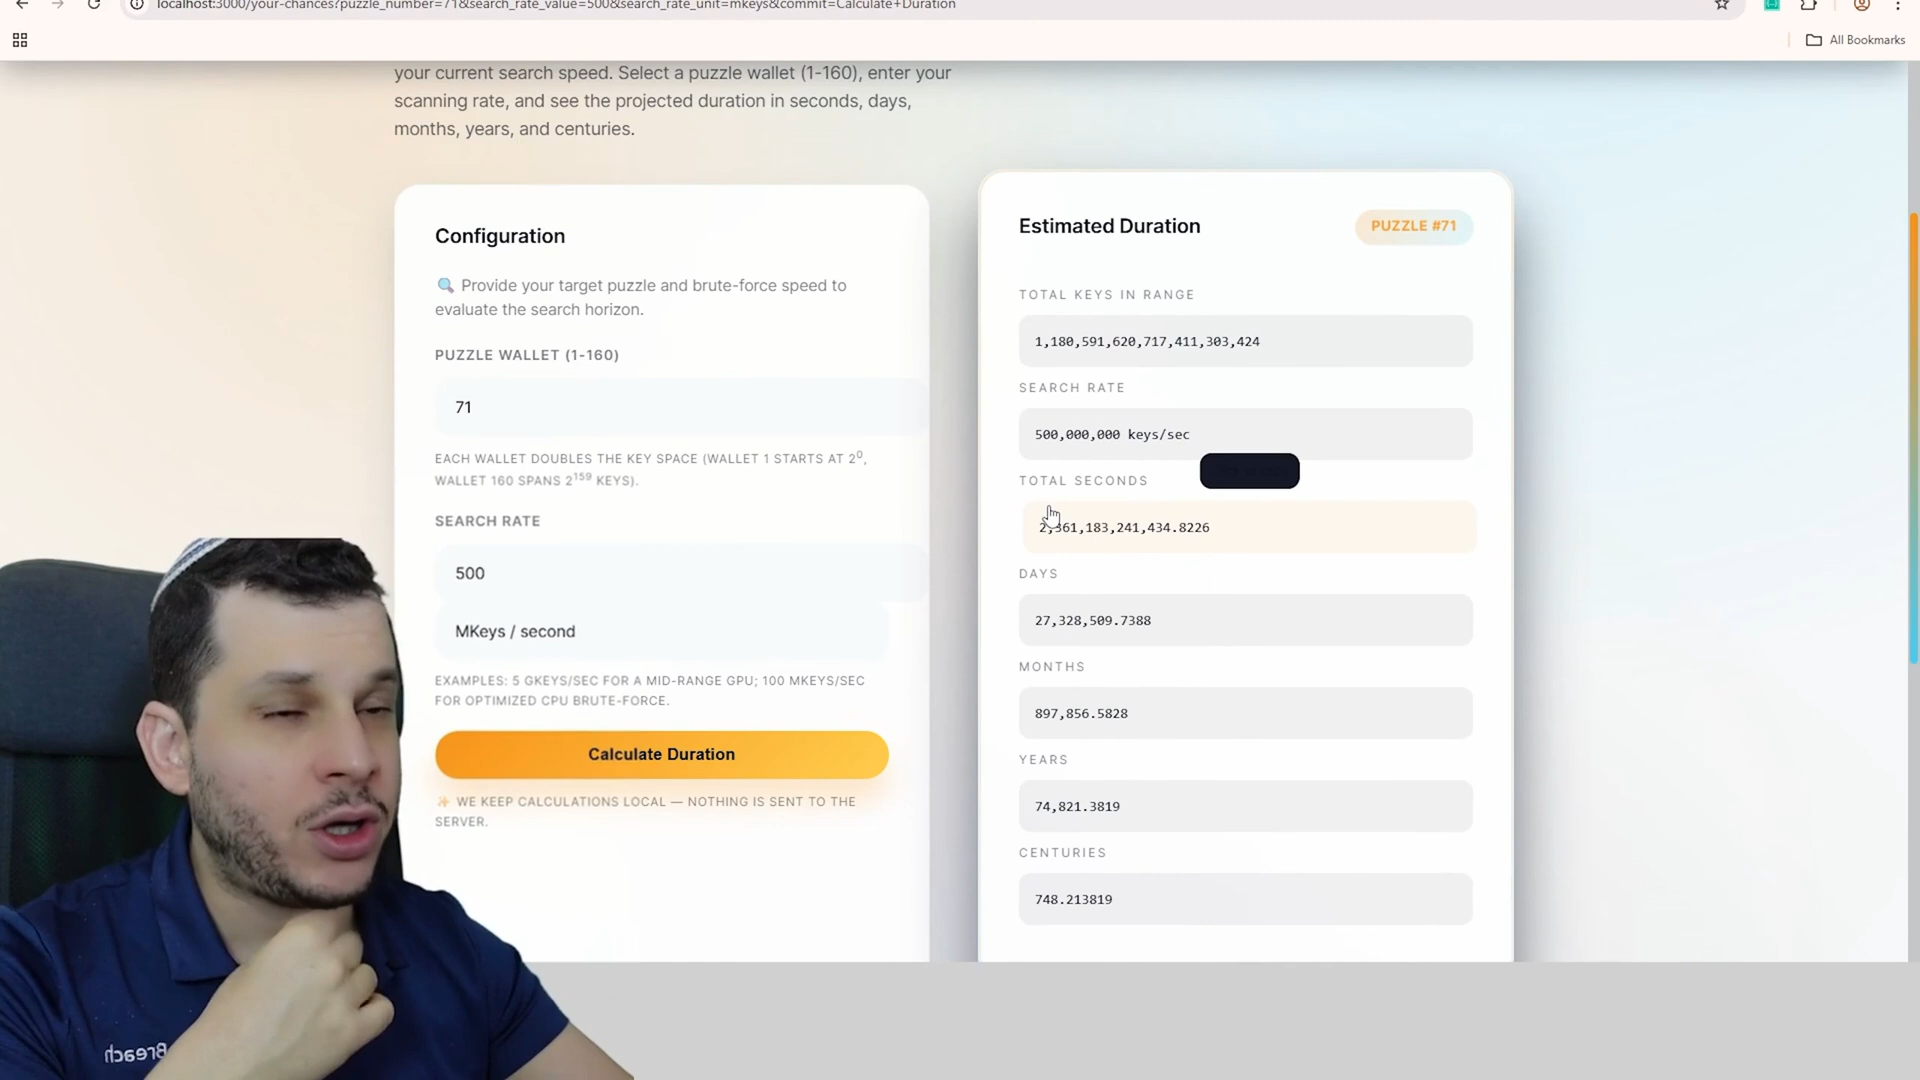 localhost:3000/your-chances?puzzle_number=71&search_rate_value=500&search_rate_unit=mkeys&commit=Calculate+Duration
All Bookmarks
your current search speed. Select a puzzle wallet (1-160), enter your
scanning rate, and see the projected duration in seconds, days,
months, years, and centuries.
Configuration
🔍 Provide your target puzzle and brute-force speed to
evaluate the search horizon.
PUZZLE WALLET (1-160)
71
EACH WALLET DOUBLES THE KEY SPACE (WALLET 1 STARTS AT 2⁰,
WALLET 160 SPANS 2¹⁵⁹ KEYS).
SEARCH RATE
500
MKeys / second
EXAMPLES: 5 GKEYS/SEC FOR A MID-RANGE GPU; 100 MKEYS/SEC
FOR OPTIMIZED CPU BRUTE-FORCE.
Calculate Duration
✨ WE KEEP CALCULATIONS LOCAL — NOTHING IS SENT TO THE
SERVER.
Estimated Duration
PUZZLE #71
TOTAL KEYS IN RANGE
1,180,591,620,717,411,303,424
SEARCH RATE
500,000,000 keys/sec
TOTAL SECONDS
2,361,183,241,434.8226
DAYS
27,328,509.7388
MONTHS
897,856.5828
YEARS
74,821.3819
CENTURIES
748.213819
Breach